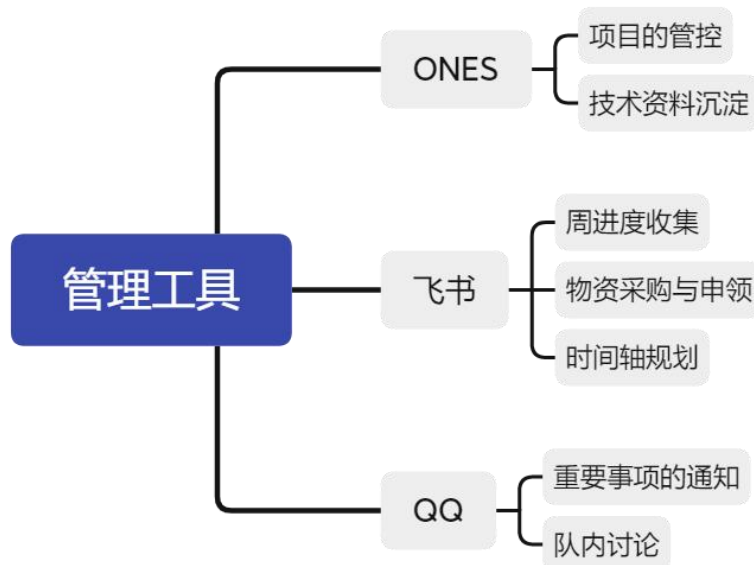 管理工具
ONES
项目的管控
技术资料沉淀
飞书
周进度收集
物资采购与申领
时间轴规划
QQ
重要事项的通知
队内讨论